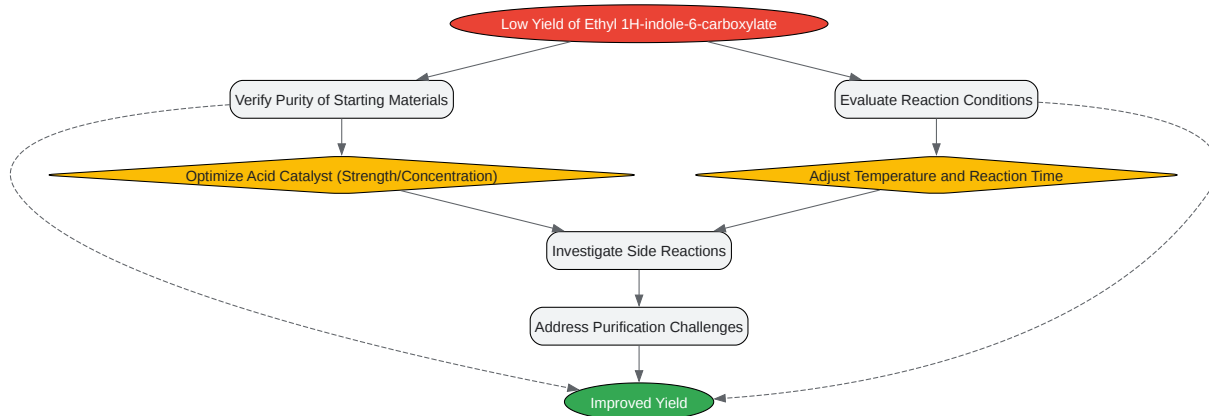 Low Yield of Ethyl 1H-indole-6-carboxylate
Verify Purity of Starting Materials
Evaluate Reaction Conditions
Optimize Acid Catalyst (Strength/Concentration)
Adjust Temperature and Reaction Time
Investigate Side Reactions
Address Purification Challenges
Improved Yield